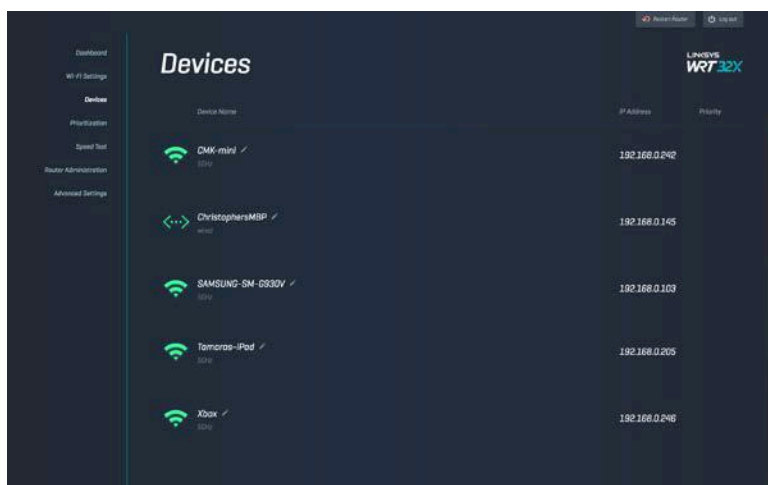 Restart Router
Log out
Dashboard
Wi-Fi Settings
Devices
Prioritization
Speed Test
Router Administration
Advanced Settings
Devices
LINKSYS
WRT32X
Device Name
IP Address
Priority
CMK-mini
5GHz
192.168.0.242
ChristophersMBP
wired
192.168.0.145
SAMSUNG-SM-G930V
5GHz
192.168.0.103
Tamaras-iPad
5GHz
192.168.0.205
Xbox
5GHz
192.168.0.246